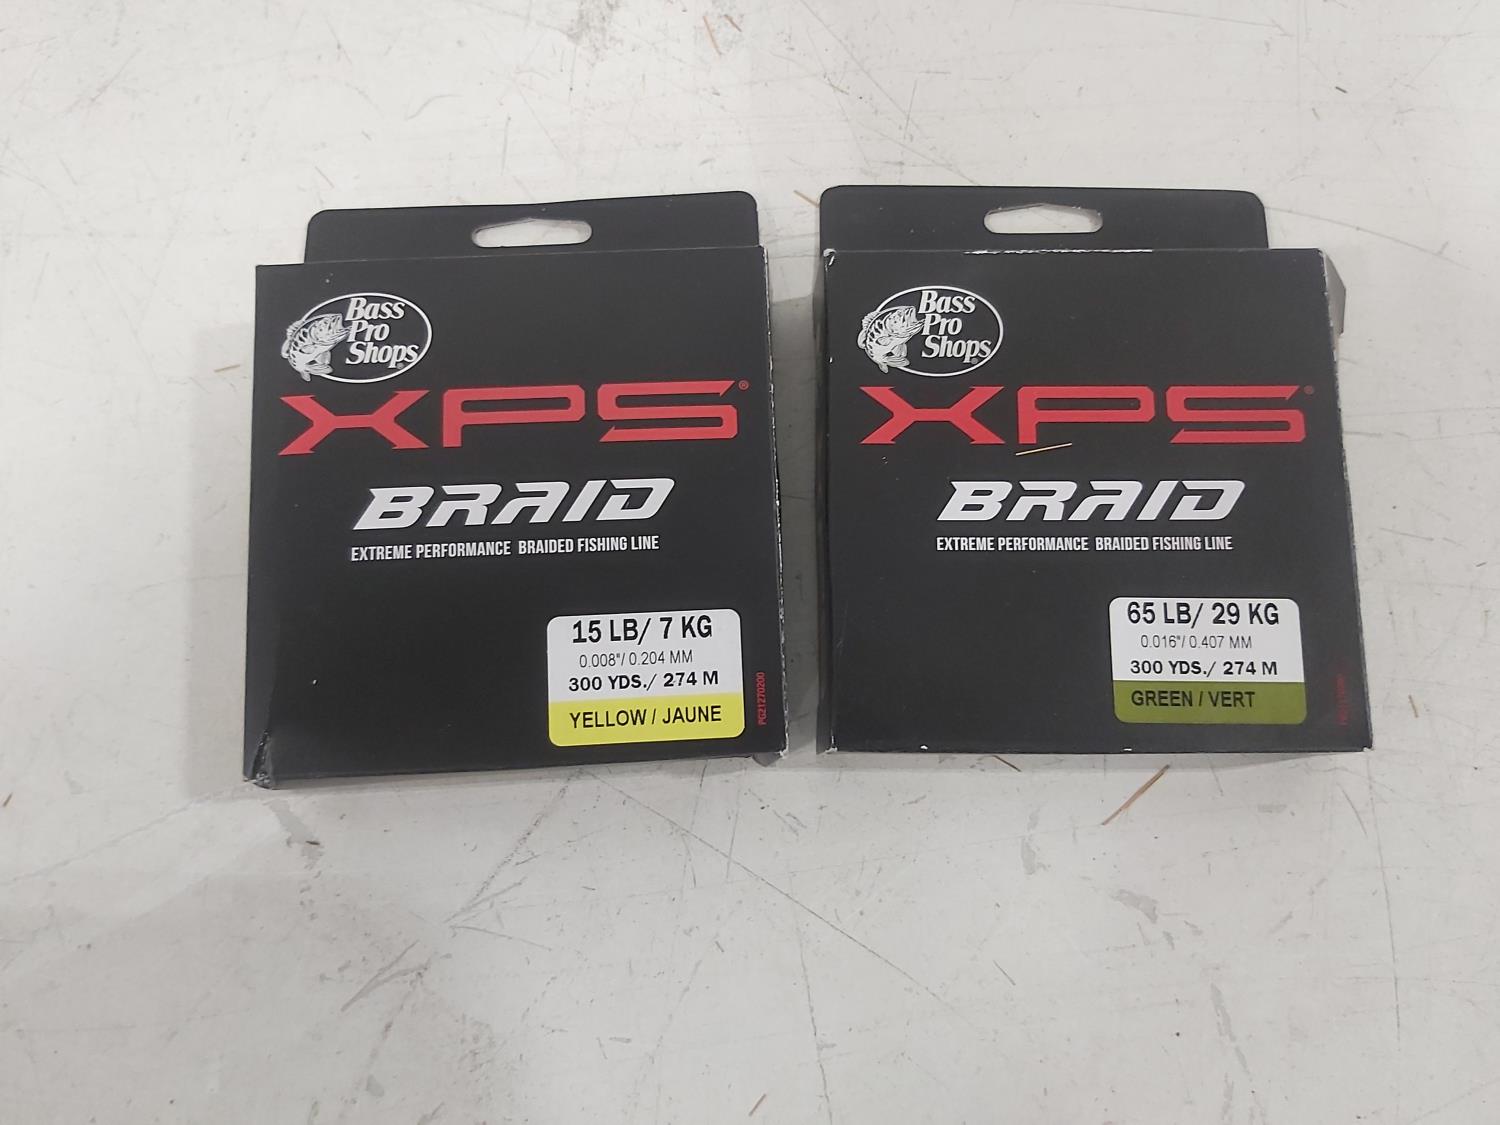 Bass
Pro
Shops®
XPS®
BRAID
EXTREME PERFORMANCE BRAIDED FISHING LINE
15 LB/ 7 KG
0.008"/ 0.204 MM
300 YDS./ 274 M
YELLOW / JAUNE
PG21270200
Bass
Pro
Shops®
XPS®
BRAID
EXTREME PERFORMANCE BRAIDED FISHING LINE
65 LB/ 29 KG
0.016"/ 0.407 MM
300 YDS./ 274 M
GREEN / VERT